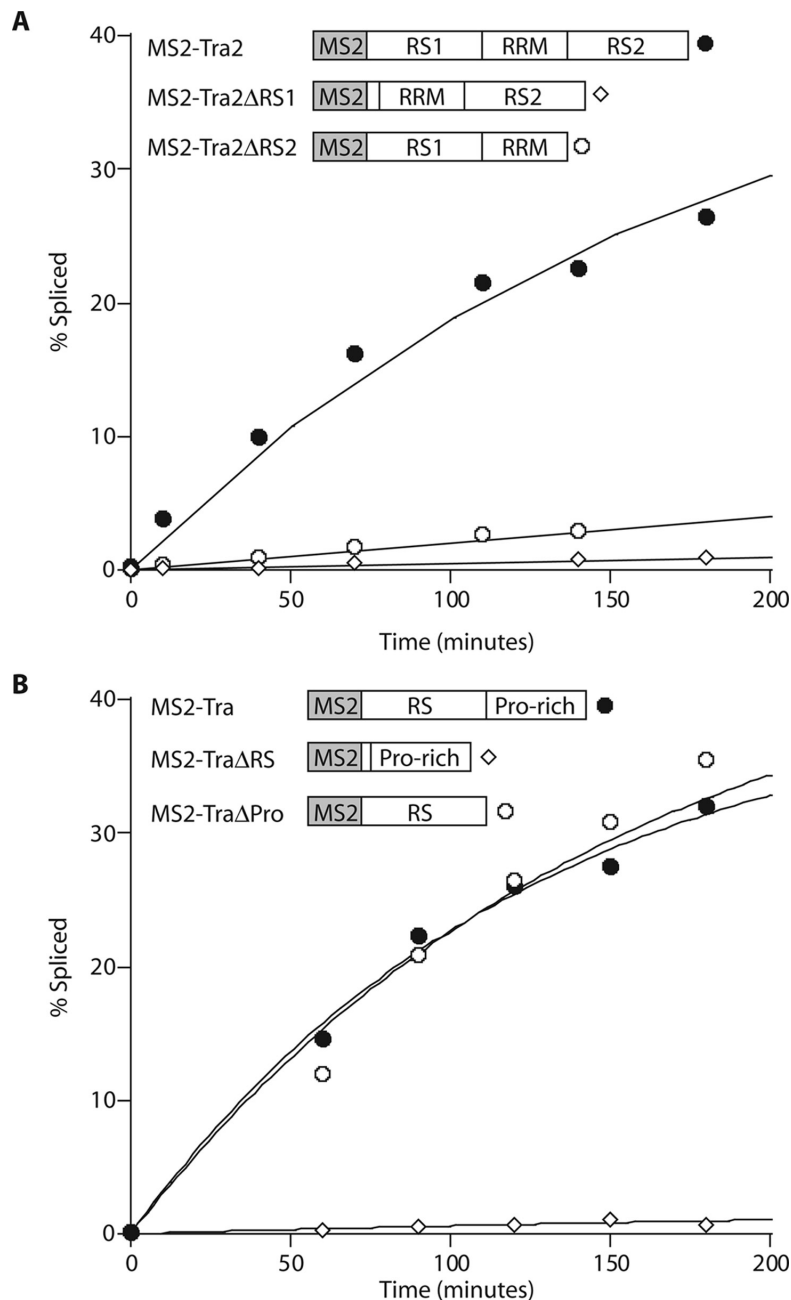 A
40
MS2-Tra2 MS2 RS1 RRM RS2
MS2-Tra2ΔRS1 MS2 RRM RS2
MS2-Tra2ΔRS2 MS2 RS1 RRM
30
% Spliced
20
10
0
0 50 100 150 200
Time (minutes)
B
40
MS2-Tra MS2 RS Pro-rich
MS2-TraΔRS MS2 Pro-rich
MS2-TraΔPro MS2 RS
30
% Spliced
20
10
0
0 50 100 150 200
Time (minutes)